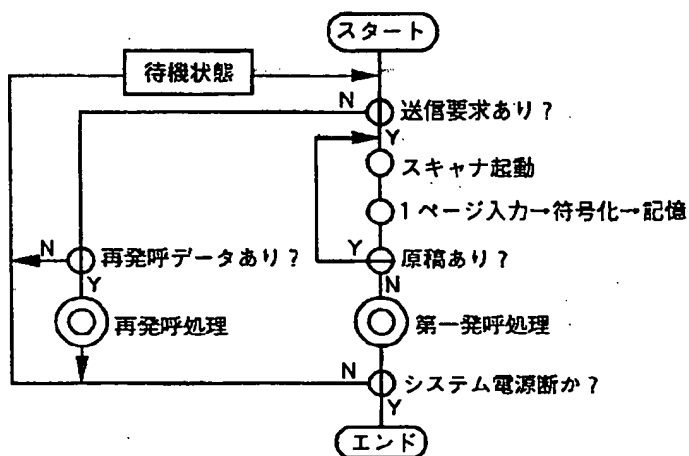 スタート
待機状態
N
送信要求あり?
Y
スキャナ起動
1ページ入力→符号化→記憶
N
再発呼データあり?
Y
原稿あり?
Y
N
再発呼処理
第一発呼処理
N
システム電源断か?
Y
エンド